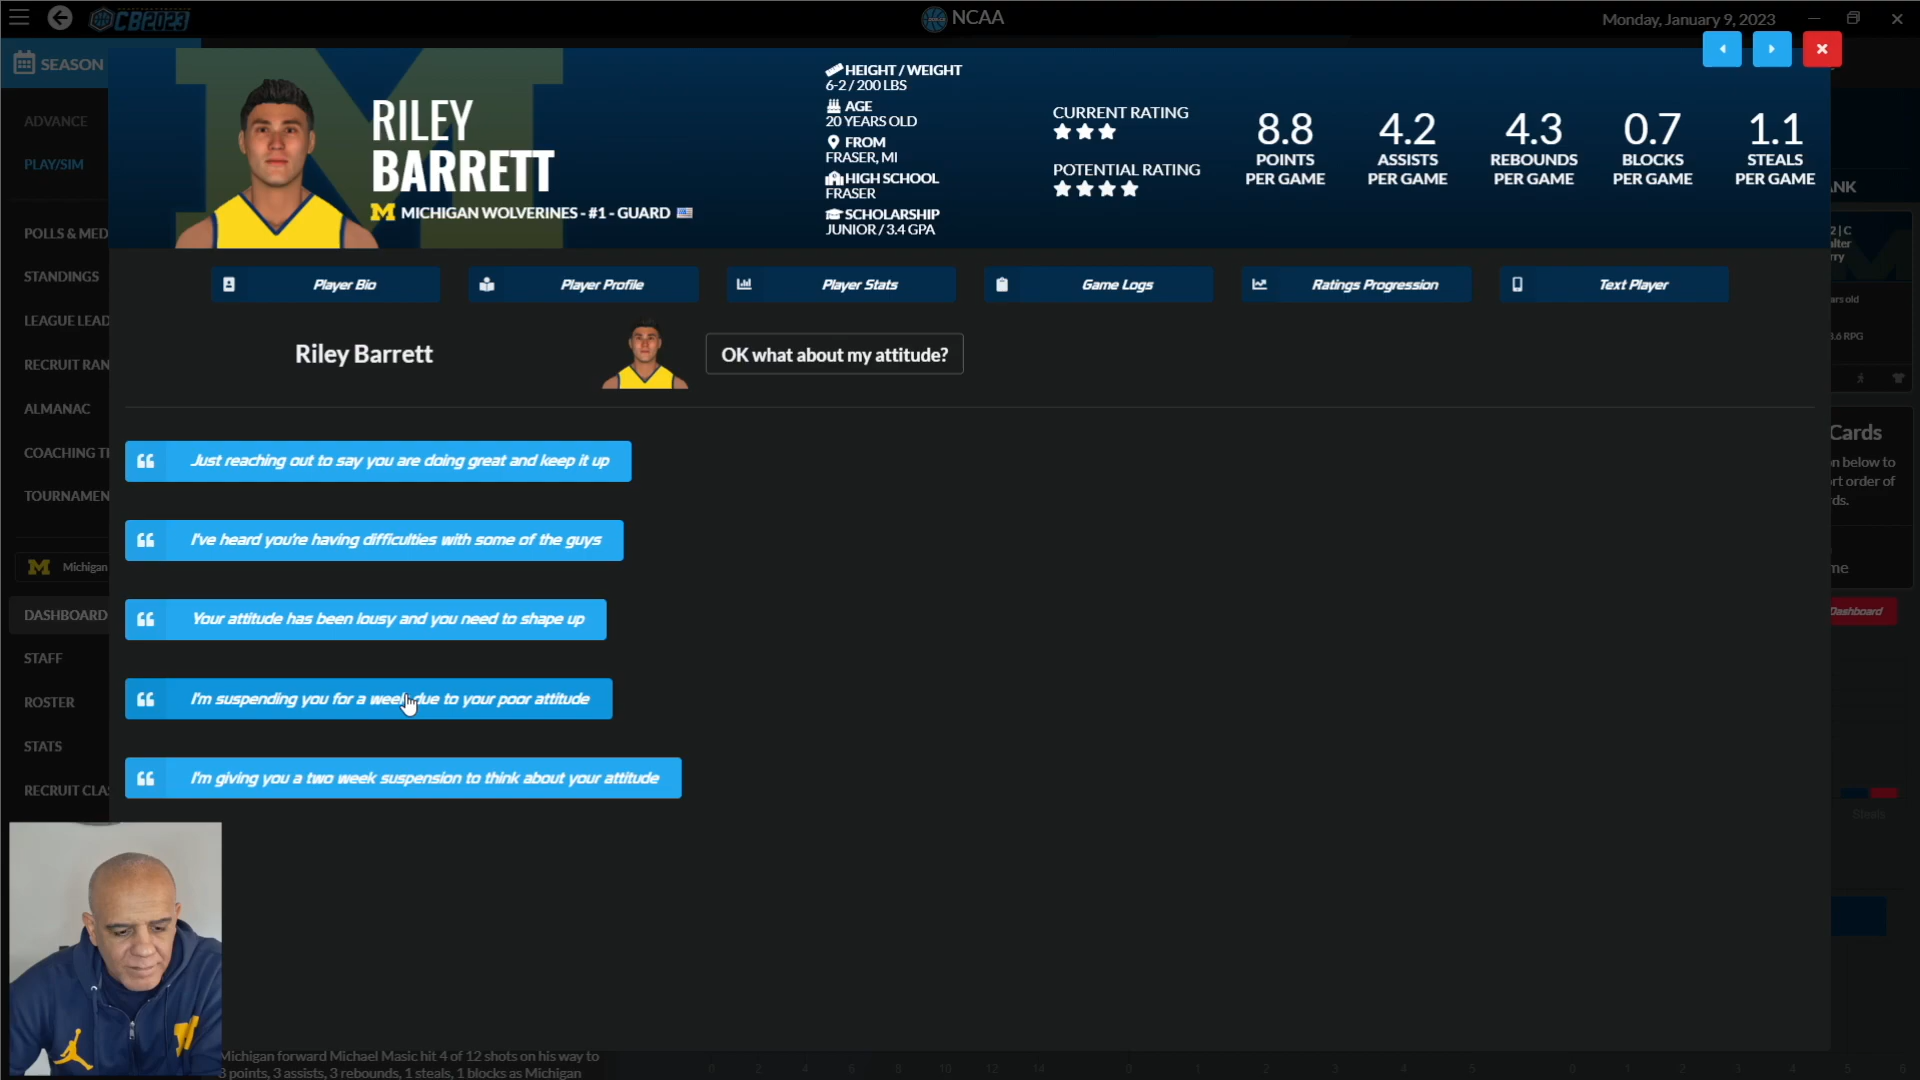 CB2023
NCAA
Monday, January 9, 2023
SEASON
ADVANCE
PLAY/SIM
POLLS & MED
STANDINGS
LEAGUE LEAD
RECRUIT RAN
ALMANAC
COACHING T
TOURNAMEN
Michigan
DASHBOARD
STAFF
ROSTER
STATS
RECRUIT CLA
RILEY
BARRETT
MICHIGAN WOLVERINES - #1 - GUARD
HEIGHT / WEIGHT
6-2 / 200 LBS
AGE
20 YEARS OLD
FROM
FRASER, MI
HIGH SCHOOL
FRASER
SCHOLARSHIP
JUNIOR / 3.4 GPA
CURRENT RATING
POTENTIAL RATING
8.8
POINTS
PER GAME
4.2
ASSISTS
PER GAME
4.3
REBOUNDS
PER GAME
0.7
BLOCKS
PER GAME
1.1
STEALS
PER GAME
Player Bio
Player Profile
Player Stats
Game Logs
Ratings Progression
Text Player
Riley Barrett
OK what about my attitude?
Just reaching out to say you are doing great and keep it up
I've heard you're having difficulties with some of the guys
Your attitude has been lousy and you need to shape up
I'm suspending you for a week due to your poor attitude
I'm giving you a two week suspension to think about your attitude
Cards
n below to
rt order of
ds.
me
Dashboard
Steals
Michigan forward Michael Masic hit 4 of 12 shots on his way to
3 points, 3 assists, 3 rebounds, 1 steals, 1 blocks as Michigan